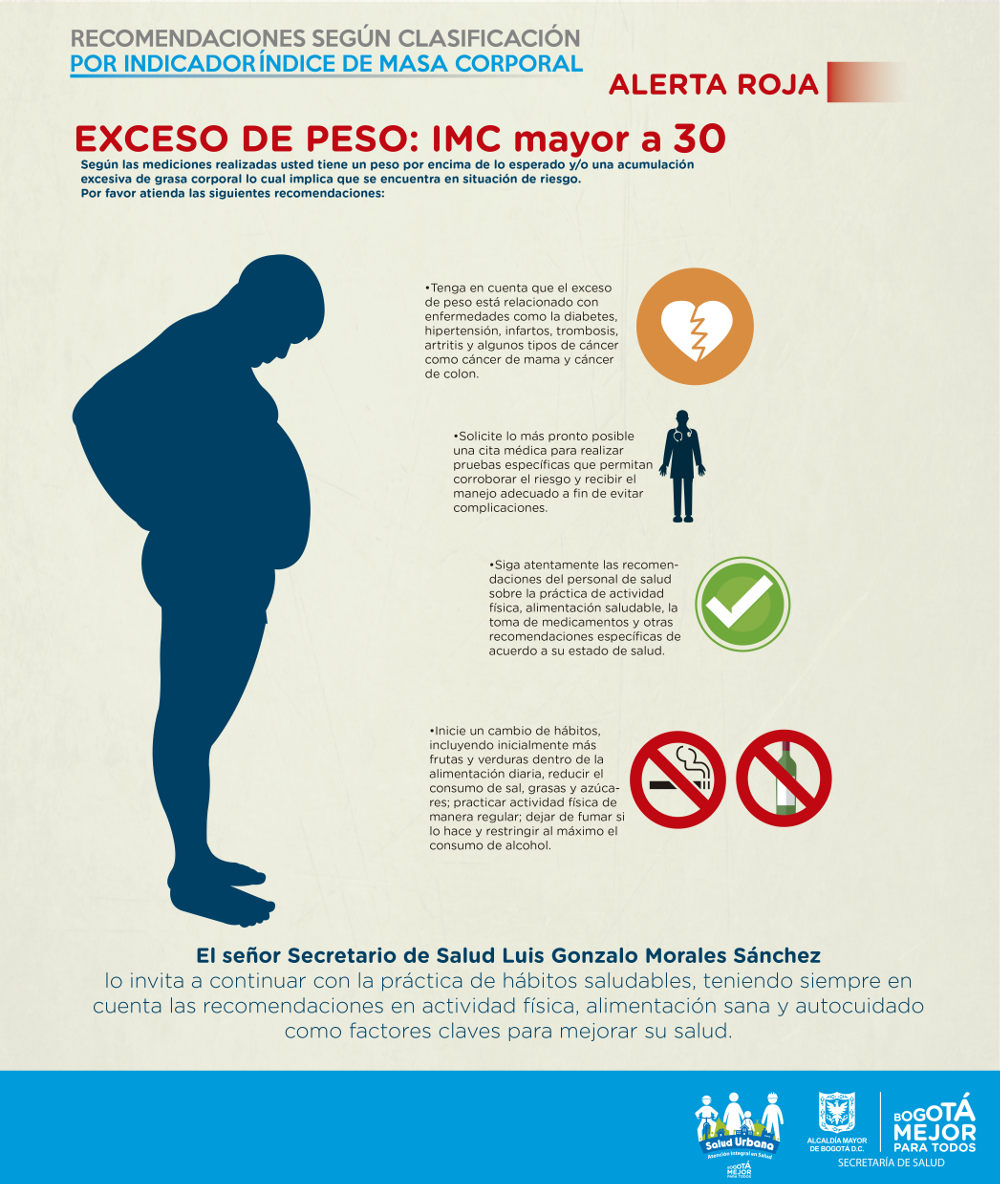 RECOMENDACIONES SEGÚN CLASIFICACIÓN
POR INDICADOR ÍNDICE DE MASA CORPORAL
ALERTA ROJA
EXCESO DE PESO: IMC mayor a 30
Según las mediciones realizadas usted tiene un peso por encima de lo esperado y/o una acumulación
excesiva de grasa corporal lo cual implica que se encuentra en situación de riesgo.
Por favor atienda las siguientes recomendaciones:
•Tenga en cuenta que el exceso
de peso está relacionado con
enfermedades como la diabetes,
hipertensión, infartos, trombosis,
artritis y algunos tipos de cáncer
como cáncer de mama y cáncer
de colon.
•Solicite lo más pronto posible
una cita médica para realizar
pruebas específicas que permitan
corroborar el riesgo y recibir el
manejo adecuado a fin de evitar
complicaciones.
•Siga atentamente las recomen-
daciones del personal de salud
sobre la práctica de actividad
física, alimentación saludable, la
toma de medicamentos y otras
recomendaciones específicas de
acuerdo a su estado de salud.
•Inicie un cambio de hábitos,
incluyendo inicialmente más
frutas y verduras dentro de la
alimentación diaria, reducir el
consumo de sal, grasas y azúca-
res; practicar actividad física de
manera regular; dejar de fumar si
lo hace y restringir al máximo el
consumo de alcohol.
El señor Secretario de Salud Luis Gonzalo Morales Sánchez
lo invita a continuar con la práctica de hábitos saludables, teniendo siempre en
cuenta las recomendaciones en actividad física, alimentación sana y autocuidado
como factores claves para mejorar su salud.
Salud Urbana
Atención Integral en Salud
BOGOTÁ
MEJOR
PARA TODOS
ALCALDÍA MAYOR
DE BOGOTÁ D.C.
BOGOTÁ
MEJOR
PARA TODOS
SECRETARÍA DE SALUD